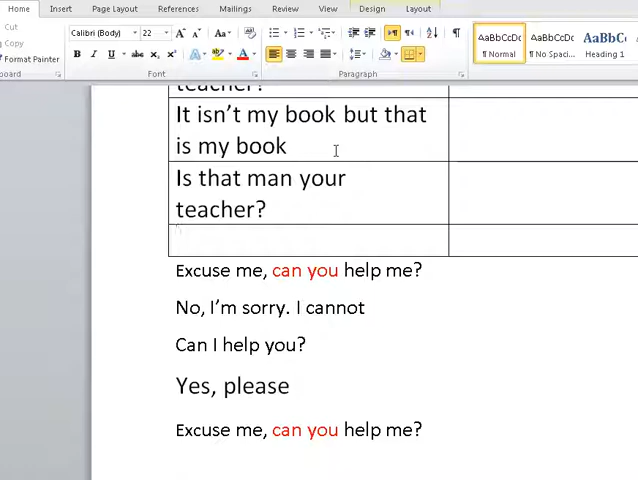 Home Insert Page Layout References Mailings Review View Design Layout
Cut
Copy
Format Painter
Calibri (Body) 22
Font
Paragraph
AaBbCcDc AaBbCcDc AaBbCc
¶ Normal ¶ No Spaci... Heading 1
teacher?
It isn't my book but that
is my book
Is that man your
teacher?
Excuse me, can you help me?
No, I'm sorry. I cannot
Can I help you?
Yes, please
Excuse me, can you help me?